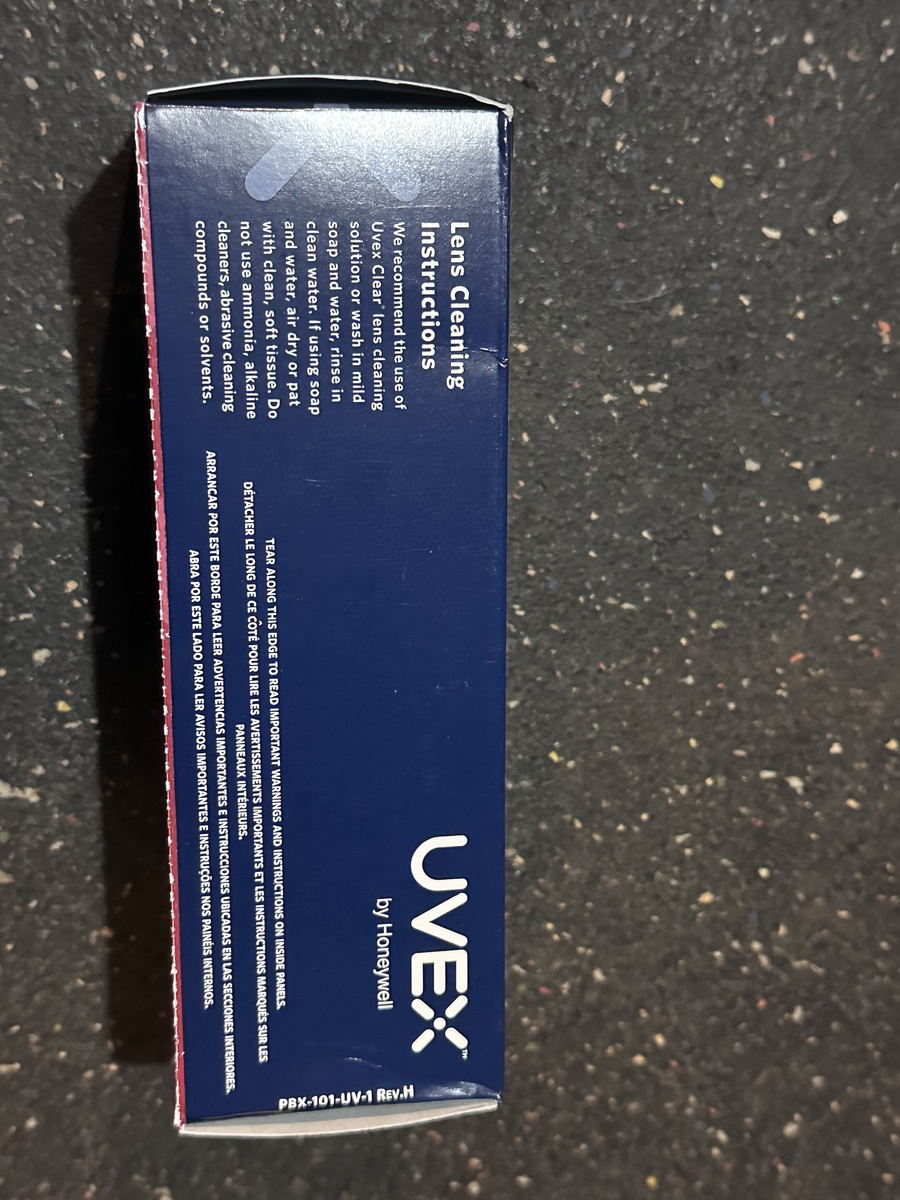 Lens Cleaning
Instructions
We recommend the use of
Uvex Clear® lens cleaning
solution or wash in mild
soap and water, rinse in
clean water. If using soap
and water, air dry or pat
with clean, soft tissue. Do
not use ammonia, alkaline
cleaners, abrasive cleaning
compounds or solvents.
TEAR ALONG THIS EDGE TO READ IMPORTANT WARNINGS AND INSTRUCTIONS ON INSIDE PANELS.
DÉTACHER LE LONG DE CE CÔTÉ POUR LIRE LES AVERTISSEMENTS IMPORTANTS ET LES INSTRUCTIONS MARQUÉS SUR LES
PANNEAUX INTÉRIEURS.
ARRANCAR POR ESTE BORDE PARA LEER ADVERTENCIAS IMPORTANTES E INSTRUCCIONES UBICADAS EN LAS SECCIONES INTERIORES.
ABRA POR ESTE LADO PARA LER AVISOS IMPORTANTES E INSTRUÇÕES NOS PAINÉIS INTERNOS.
UVEX™
by Honeywell
PBX-101-UV-1 REV.H